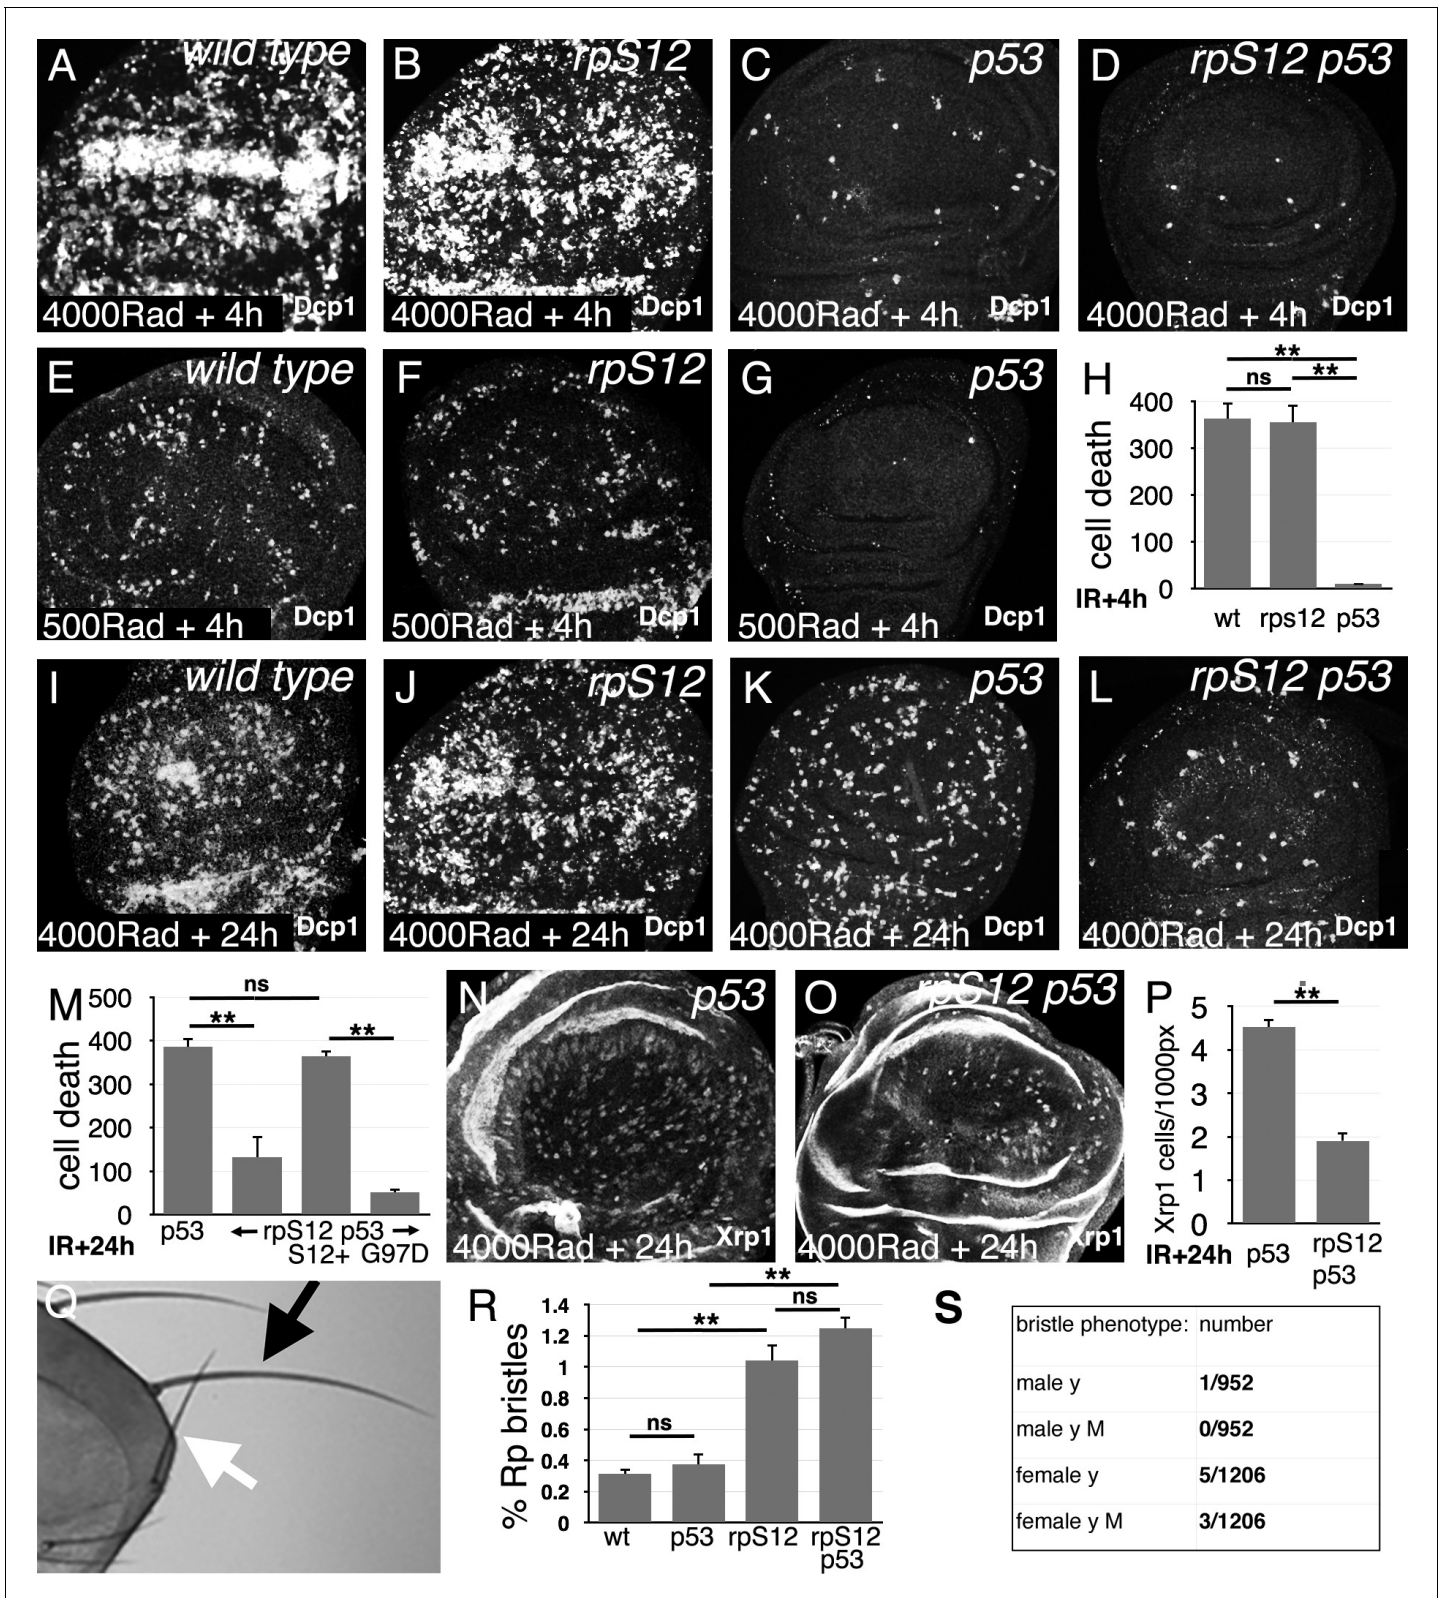 A wild type
4000Rad + 4h Dcp1
B rpS12
4000Rad + 4h Dcp1
C p53
4000Rad + 4h Dcp1
D rpS12 p53
4000Rad + 4h Dcp1
E wild type
500Rad + 4h Dcp1
F rpS12
500Rad + 4h Dcp1
G p53
500Rad + 4h Dcp1
H
**
ns **
cell death
400
300
200
100
0
IR+4h
wt rps12 p53
I wild type
4000Rad + 24h Dcp1
J rpS12
4000Rad + 24h Dcp1
K p53
4000Rad + 24h Dcp1
L rpS12 p53
4000Rad + 24h Dcp1
M
ns
** **
cell death
500
400
300
200
100
0
IR+24h
p53 ← rpS12 p53 →
S12+ G97D
N p53
4000Rad + 24h Xrp1
O rpS12 p53
4000Rad + 24h Xrp1
P
**
Xrp1 cells/1000px
5
4
3
2
1
0
IR+24h p53 rpS12
p53
Q
R
**
** ns
ns
% Rp bristles
1.4
1.2
1
0.8
0.6
0.4
0.2
0
wt p53 rpS12 rpS12
p53
S
bristle phenotype: number
male y 1/952
male y M 0/952
female y 5/1206
female y M 3/1206